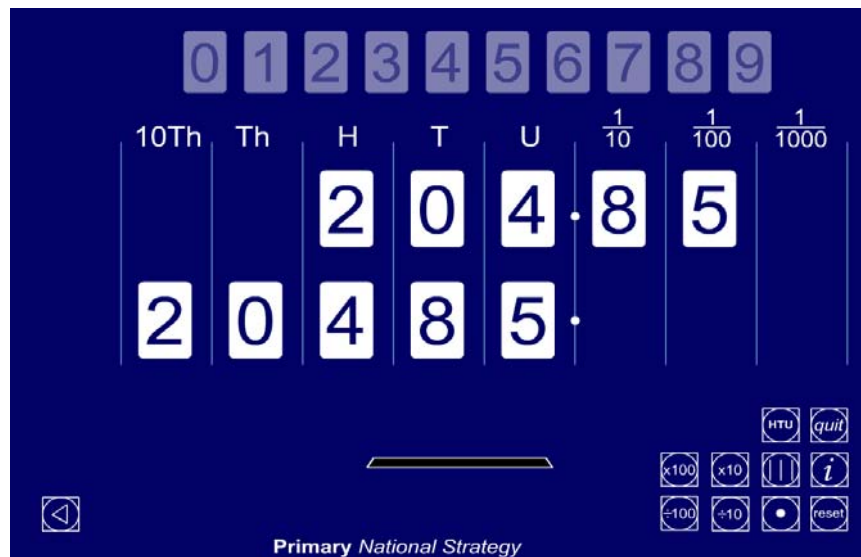 0 1 2 3 4 5 6 7 8 9
10Th Th H T U 1/10 1/100 1/1000
2 0 4 . 8 5
2 0 4 8 5 .
HTU quit
x100 x10 i
÷100 ÷10 reset
Primary National Strategy